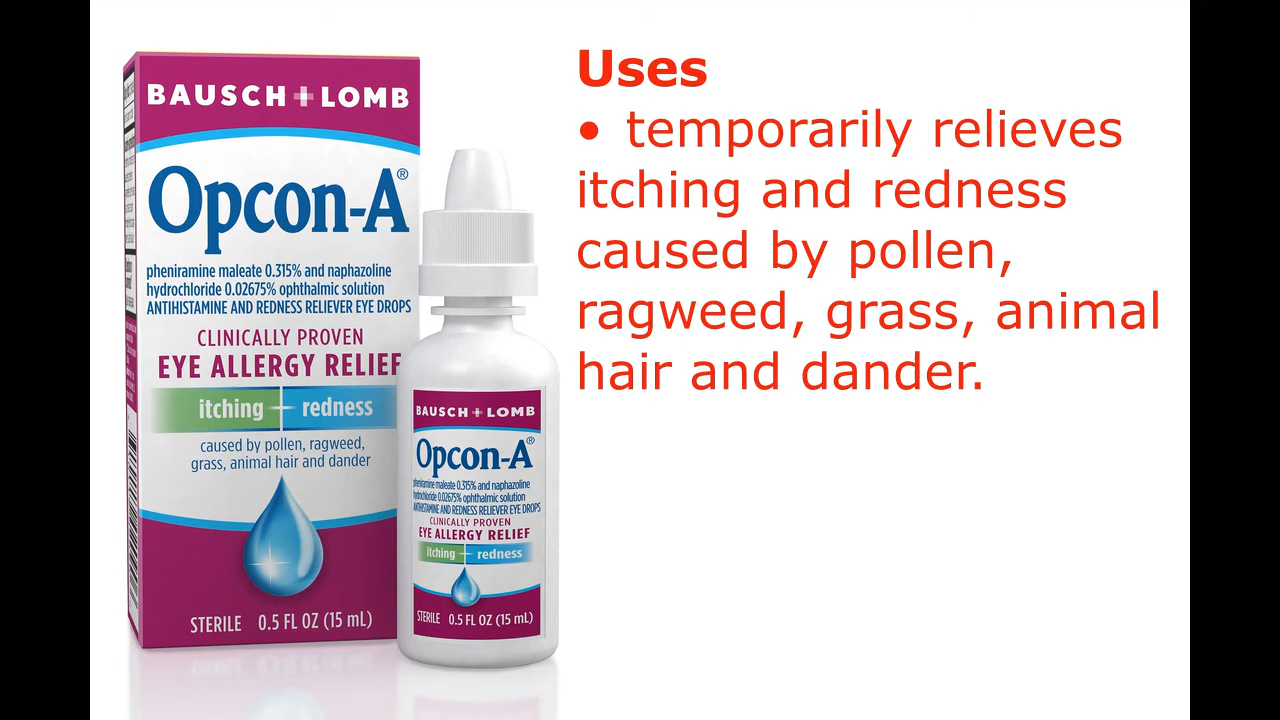 BAUSCH + LOMB
Opcon-A®
pheniramine maleate 0.315% and naphazoline
hydrochloride 0.02675% ophthalmic solution
ANTIHISTAMINE AND REDNESS RELIEVER EYE DROPS
CLINICALLY PROVEN
EYE ALLERGY RELIEF
itching + redness
caused by pollen, ragweed,
grass, animal hair and dander
STERILE 0.5 FL OZ (15 mL)
BAUSCH + LOMB
Opcon-A®
pheniramine maleate 0.315% and naphazoline
hydrochloride 0.02675% ophthalmic solution
ANTIHISTAMINE AND REDNESS RELIEVER EYE DROPS
CLINICALLY PROVEN
EYE ALLERGY RELIEF
itching + redness
STERILE 0.5 FL OZ (15 mL)
Uses
• temporarily relieves
itching and redness
caused by pollen,
ragweed, grass, animal
hair and dander.